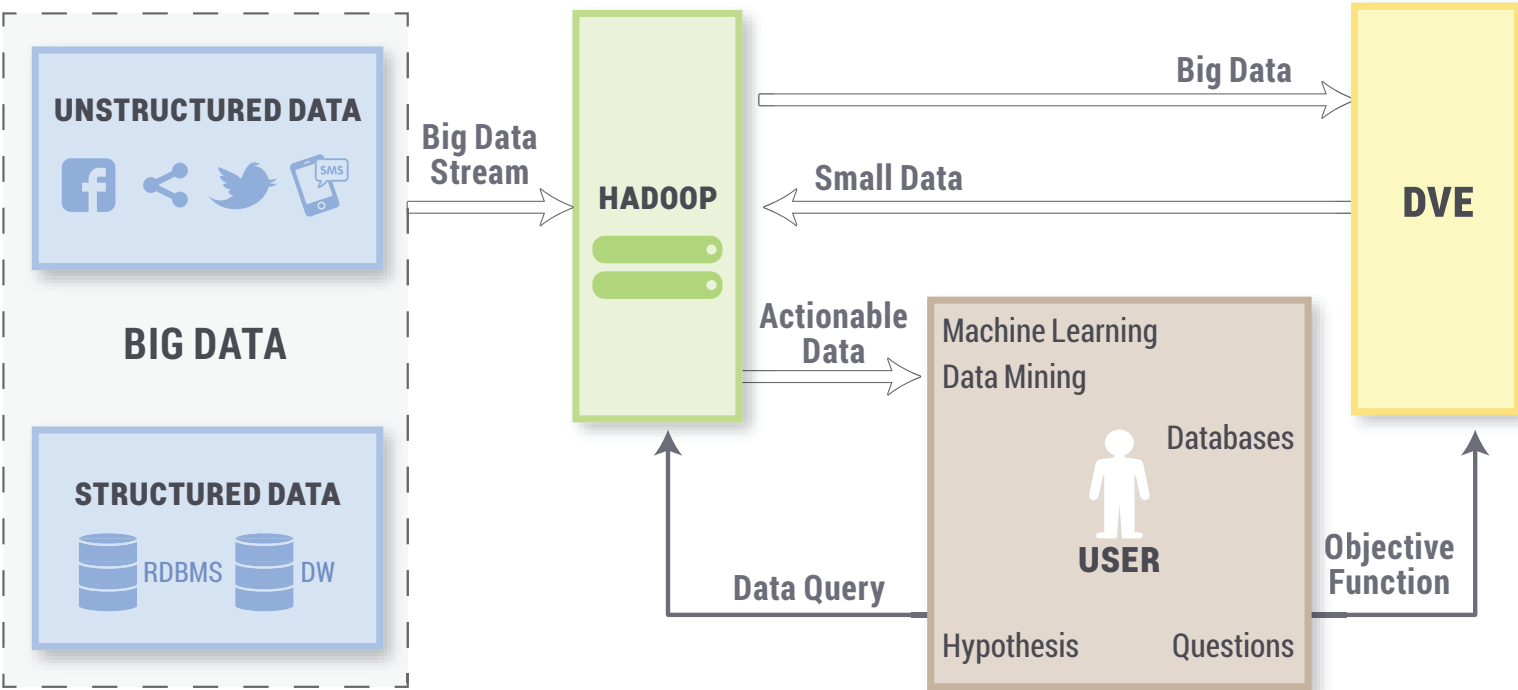 UNSTRUCTURED DATA
f
SMS
BIG DATA
STRUCTURED DATA
RDBMS
DW
Big Data
Stream
HADOOP
Big Data
Small Data
DVE
Actionable
Data
Machine Learning
Data Mining
Databases
USER
Hypothesis
Questions
Data Query
Objective
Function